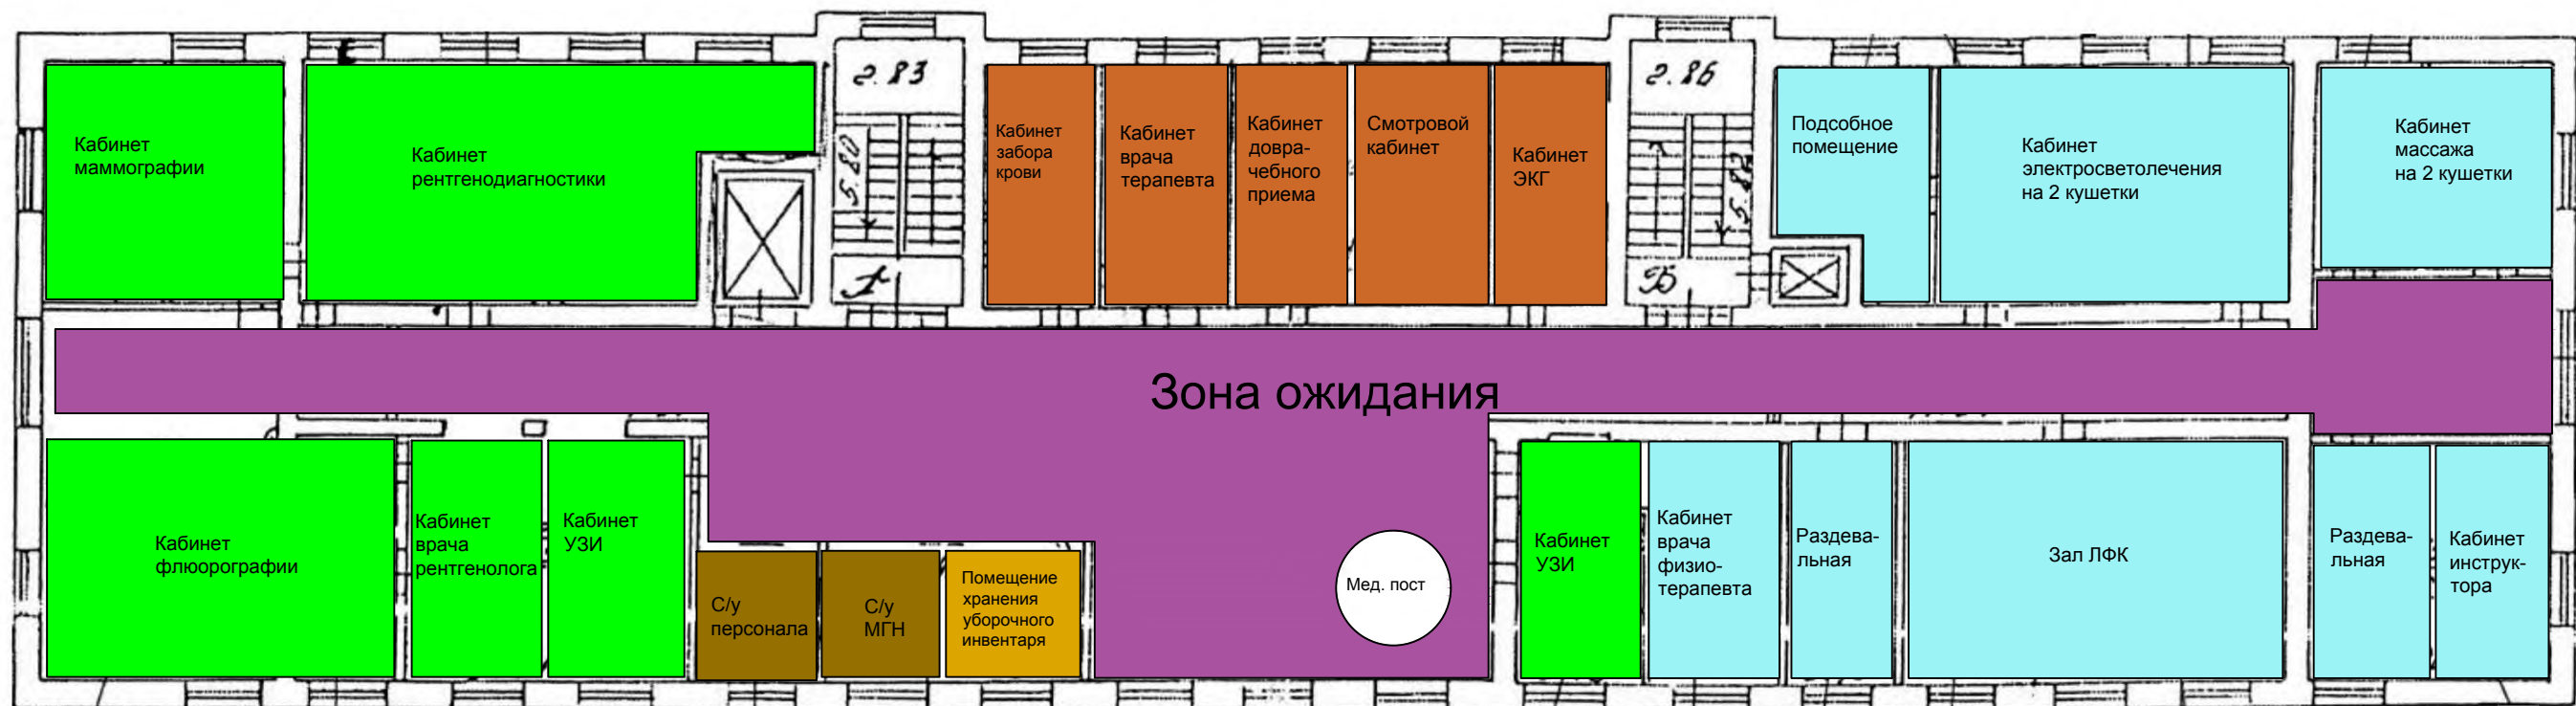 2.83
2.86
Кабинет
маммографии
Кабинет
рентгенодиагностики
5.80
Кабинет
забора
крови
Кабинет
врача
терапевта
Кабинет
довра-
чебного
приема
Смотровой
кабинет
Кабинет
ЭКГ
Подсобное
помещение
Кабинет
электросветолечения
на 2 кушетки
Кабинет
массажа
на 2 кушетки
А
Б
Зона ожидания
Кабинет
флюорографии
Кабинет
врача
рентгенолога
Кабинет
УЗИ
С/у
персонала
С/у
МГН
Помещение
хранения
уборочного
инвентаря
Мед. пост
Кабинет
УЗИ
Кабинет
врача
физио-
терапевта
Раздева-
льная
Зал ЛФК
Раздева-
льная
Кабинет
инструк-
тора